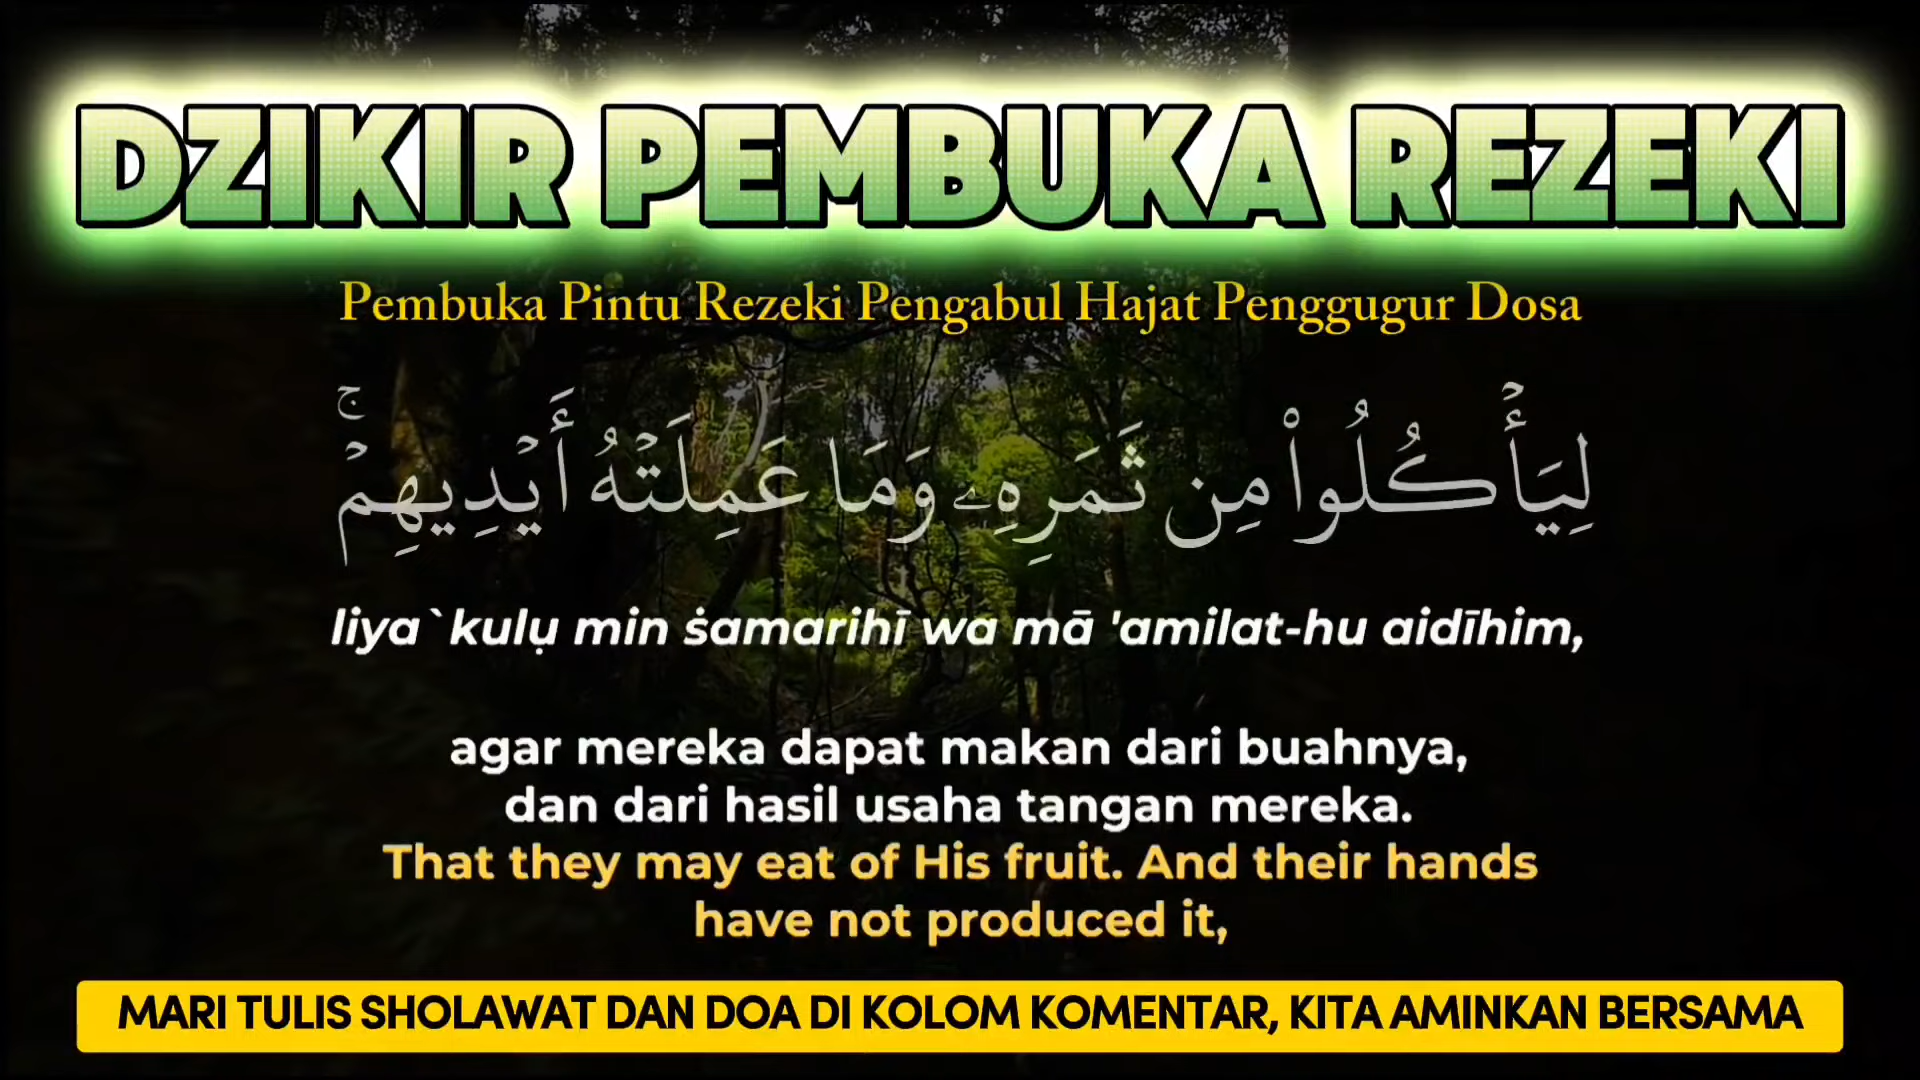 DZIKIR PEMBUKA REZEKI
Pembuka Pintu Rezeki Pengabul Hajat Penggugur Dosa
لِيَأْكُلُوا۟ مِن ثَمَرِهِۦ وَمَا عَمِلَتْهُ أَيْدِيهِمْ ۚ
liya`kulụ min ṡamarihī wa mā 'amilat-hu aidīhim,
agar mereka dapat makan dari buahnya,
dan dari hasil usaha tangan mereka.
That they may eat of His fruit. And their hands
have not produced it,
MARI TULIS SHOLAWAT DAN DOA DI KOLOM KOMENTAR, KITA AMINKAN BERSAMA